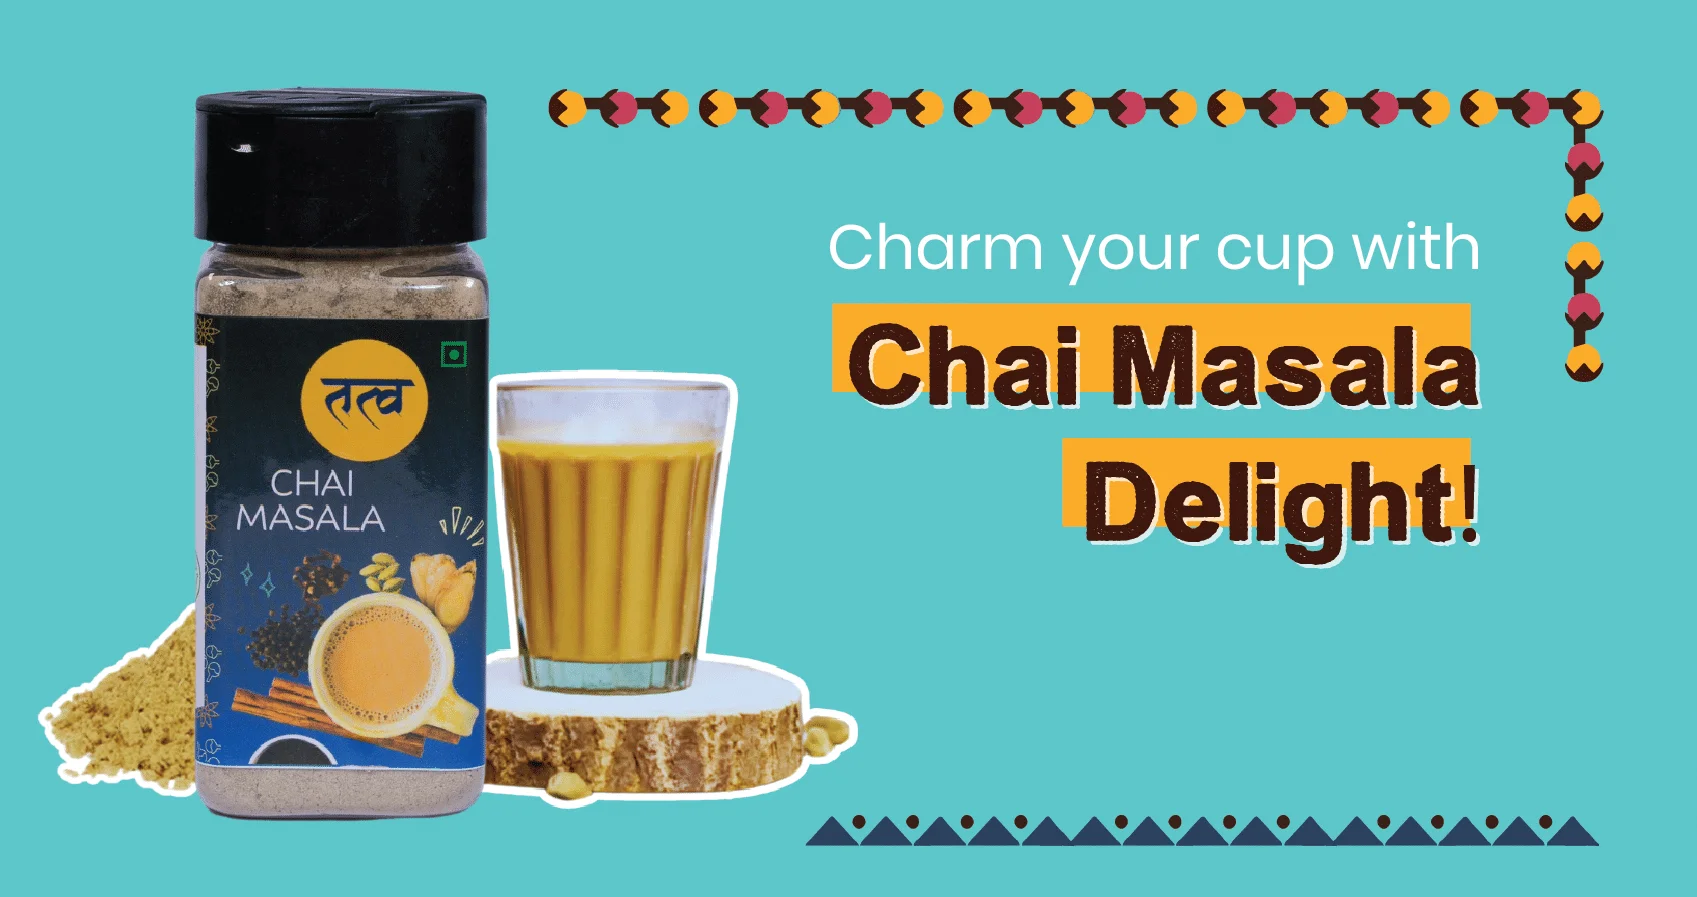 Charm your cup with
Chai Masala
Delight!
तत्व
CHAI
MASALA